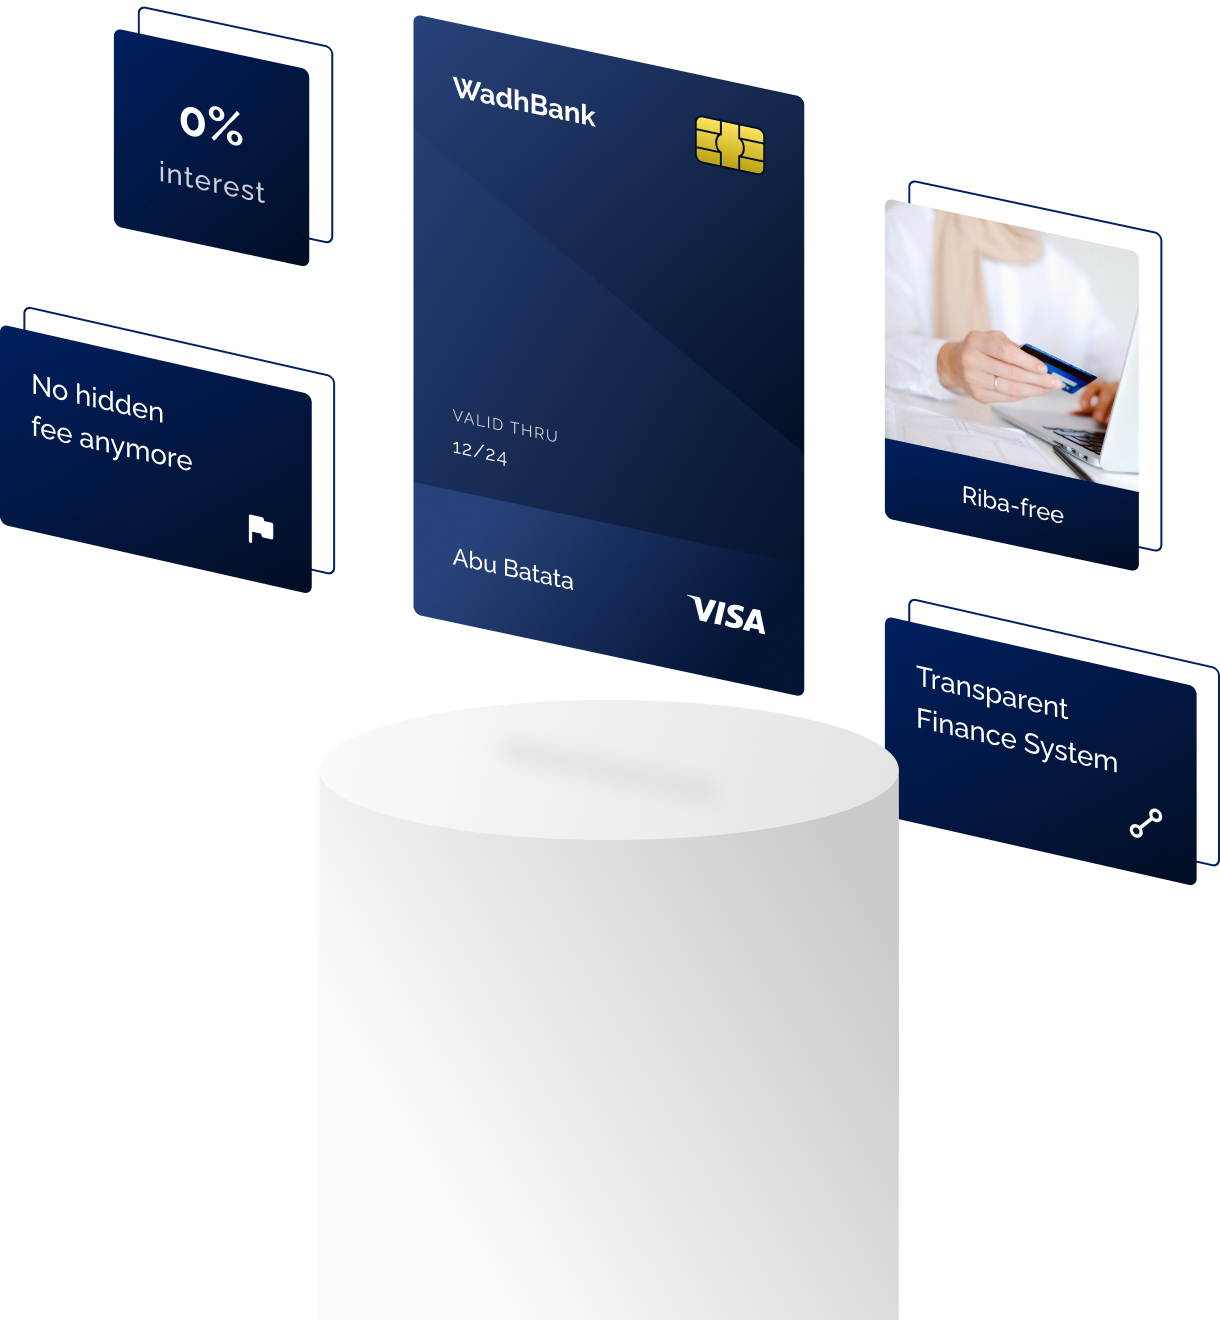 0%
interest
No hidden
fee anymore
WadhBank
VALID THRU
12/24
Abu Batata
VISA
Riba-free
Transparent
Finance System